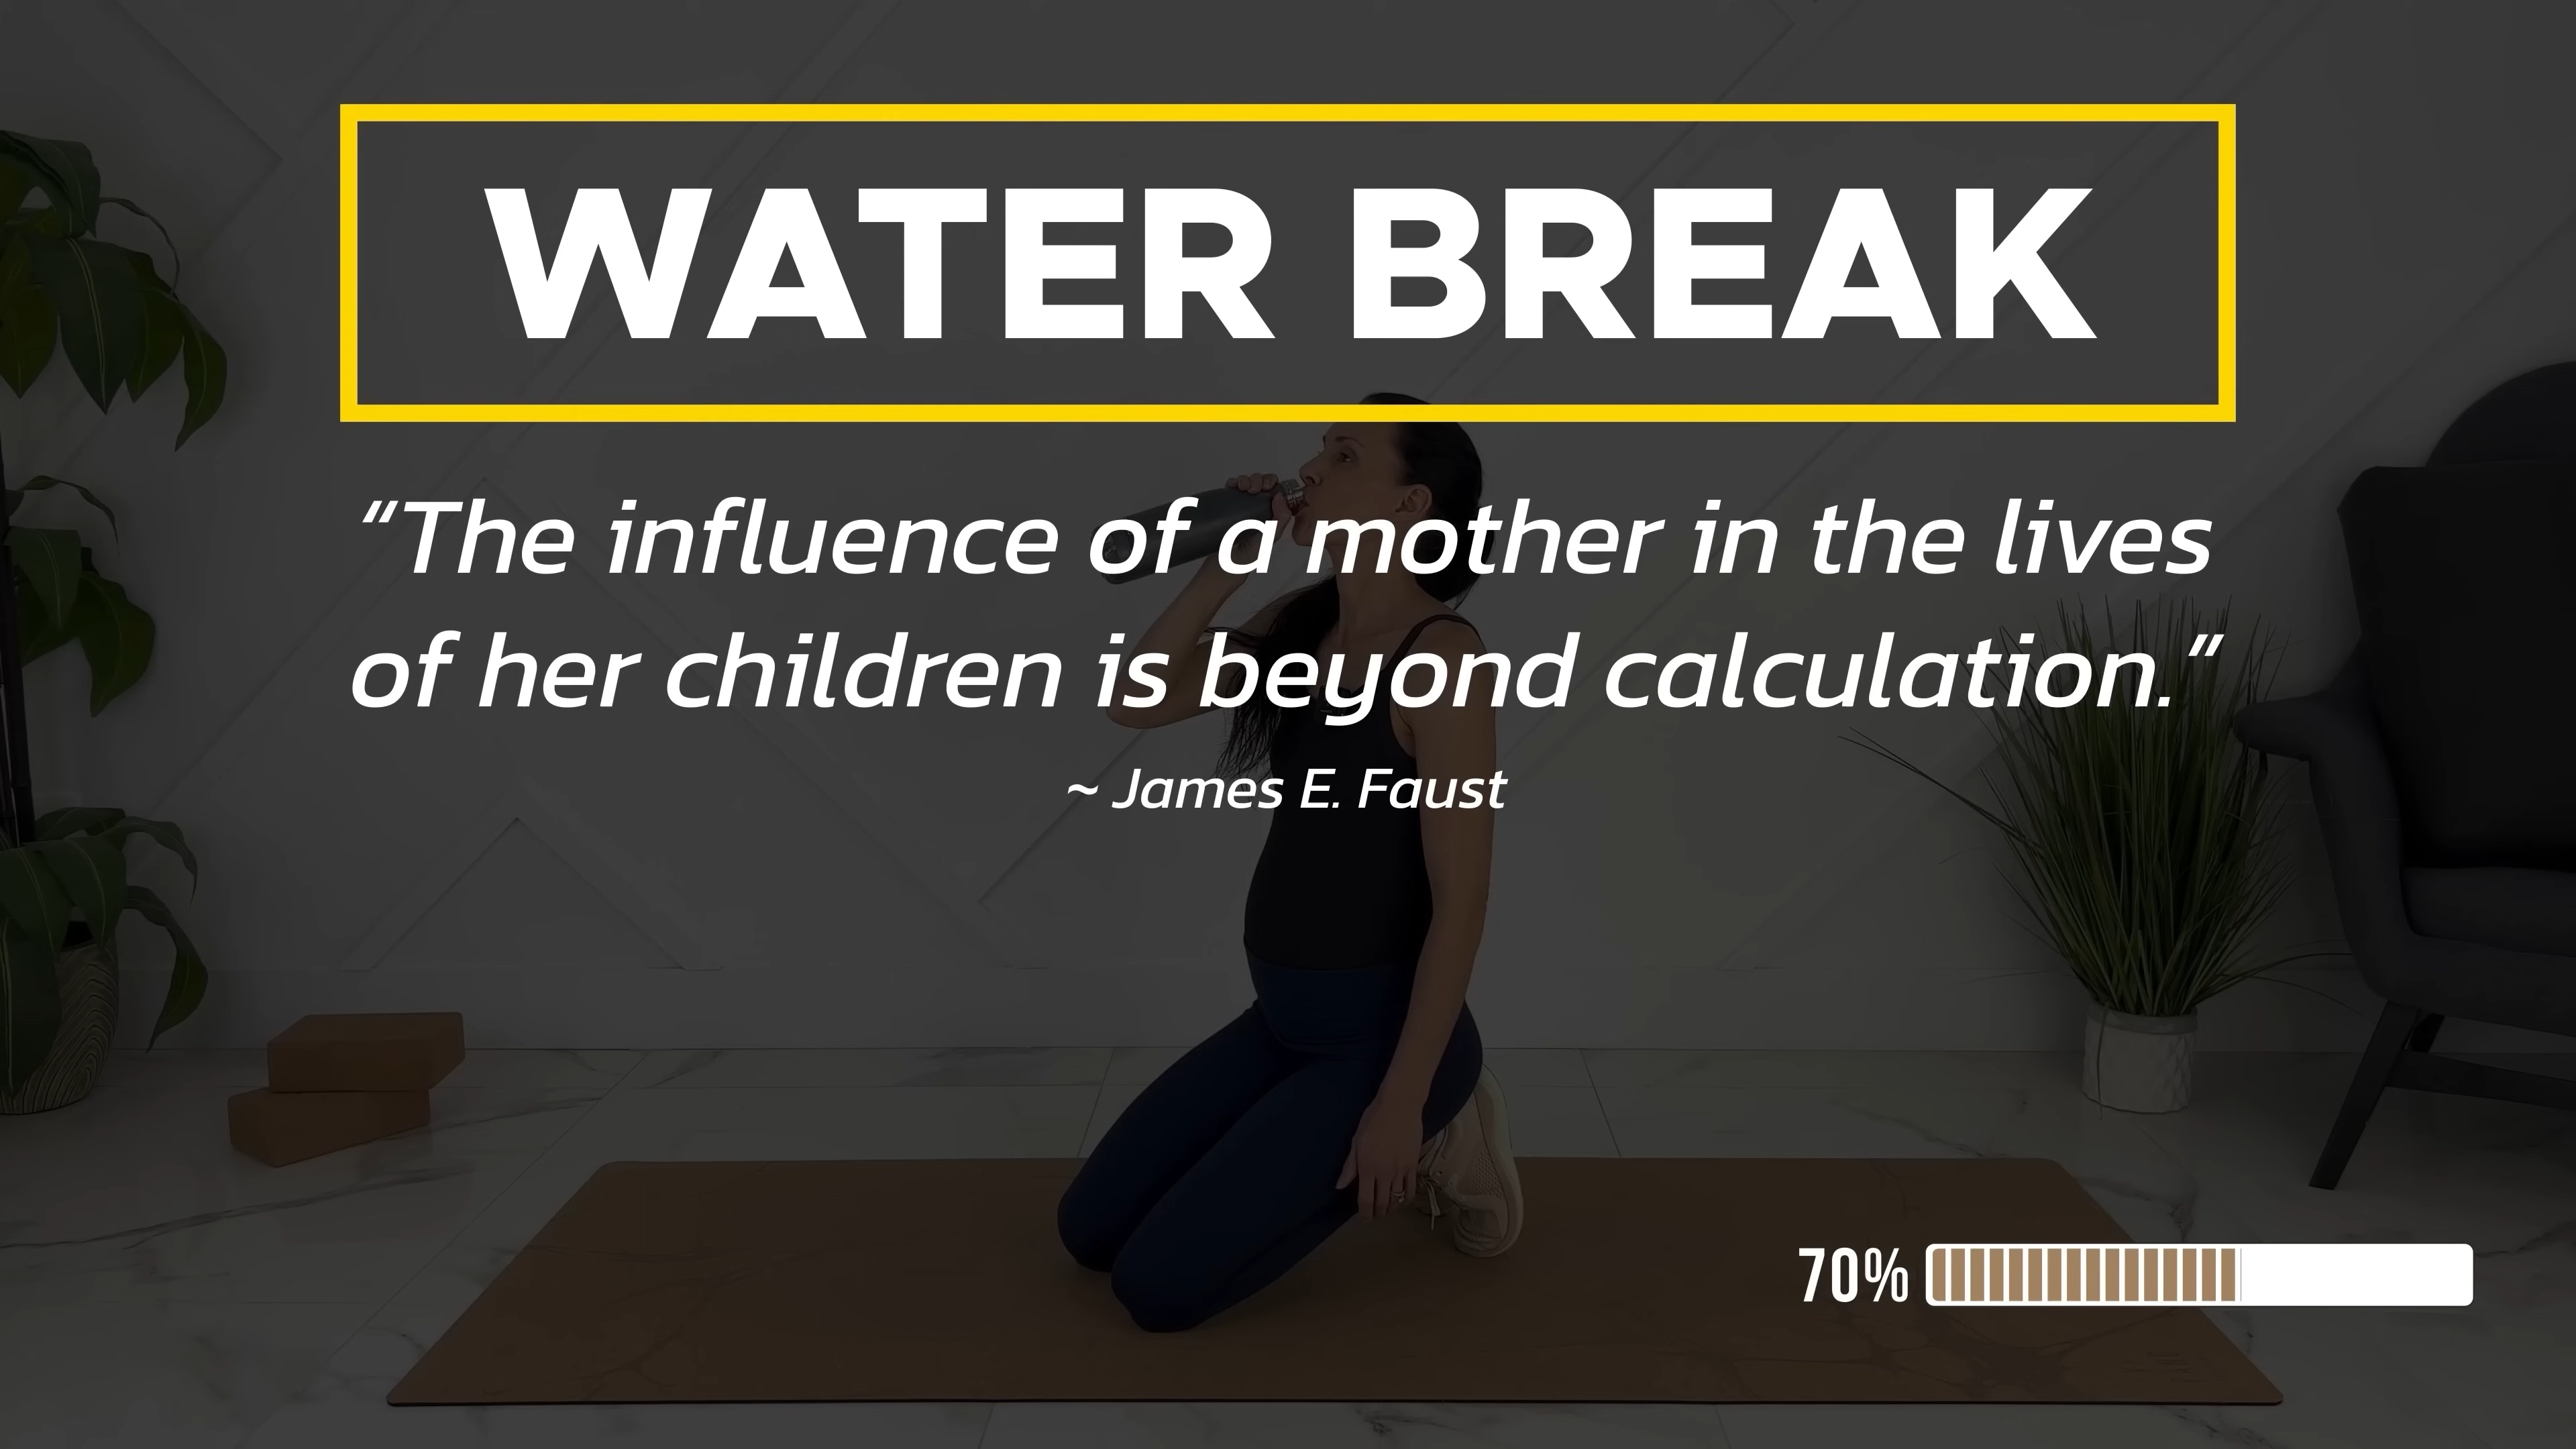 WATER BREAK
"The influence of a mother in the lives
of her children is beyond calculation."
~ James E. Faust
70%